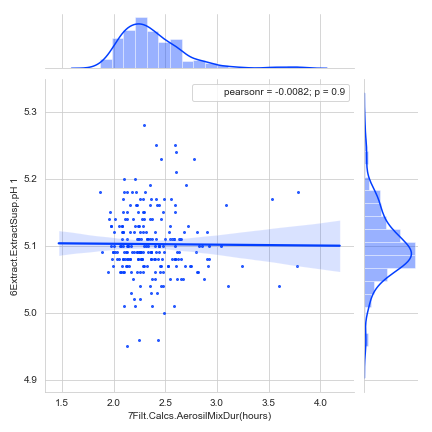 pearsonr = -0.0082; p = 0.9
5.3
5.2
5.1
5.0
4.9
6Extract.ExtractSusp.pH 1
1.5 2.0 2.5 3.0 3.5 4.0
7Filt.Calcs.AerosilMixDur(hours)